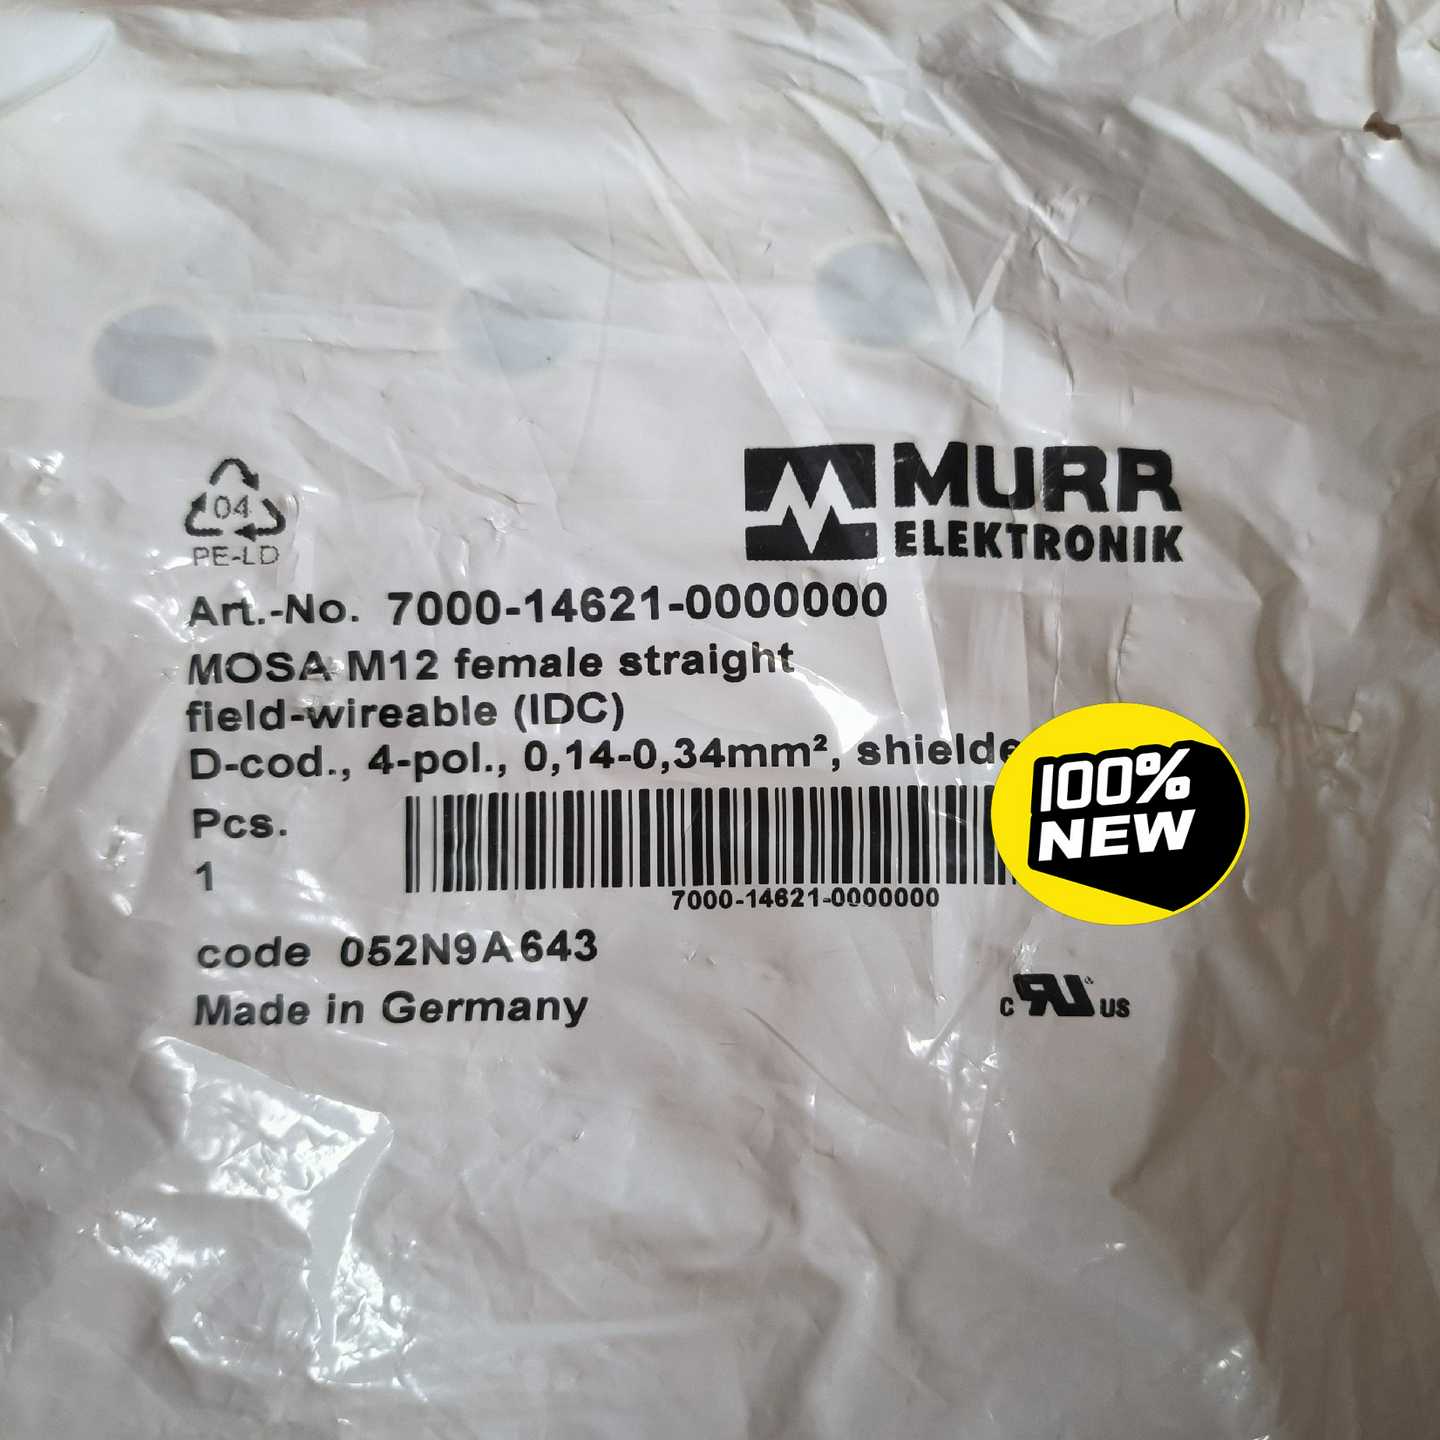 04
PE-LD
MURR
ELEKTRONIK
Art.-No. 7000-14621-0000000
MOSA M12 female straight
field-wireable (IDC)
D-cod., 4-pol., 0,14-0,34mm², shielde
100%
NEW
Pcs.
1
7000-14621-0000000
code 052N9A643
Made in Germany
c RU ® US